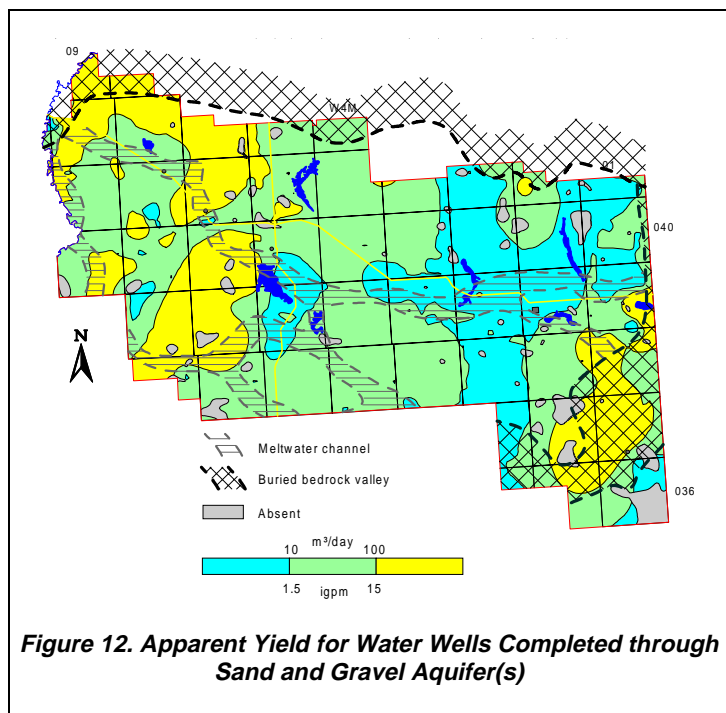 09
W4M
01
040
N
Meltwater channel
Buried bedrock valley
036
Absent
10 m³/day 100
1.5 igpm 15
Figure 12. Apparent Yield for Water Wells Completed through
Sand and Gravel Aquifer(s)